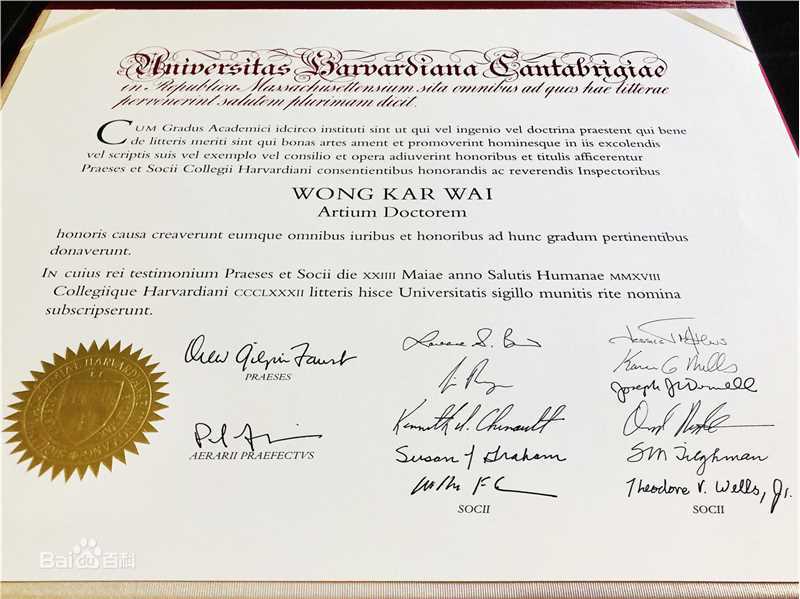 Universitas Harvardiana Cantabrigiae
in Republica Massachusettensium sita omnibus ad quos hae litterae
pervenerint salutem plurimam dicit.
CUM Gradus Academici idcirco instituti sint ut qui vel ingenio vel doctrina praestent qui bene
de litteris meriti sint qui bonas artes ament et promoverint hominesque in iis excolendis
vel scriptis suis vel exemplo vel consilio et opera adiuverint honoribus et titulis afficerentur
Praeses et Socii Collegii Harvardiani consentientibus honorandis ac reverendis Inspectoribus
WONG KAR WAI
Artium Doctorem
honoris causa creaverunt eumque omnibus iuribus et honoribus ad hunc gradum pertinentibus
donaverunt.
IN cuius rei testimonium Praeses et Socii die XXIIII Maiae anno Salutis Humanae MMXVIII
Collegiique Harvardiani CCCLXXXII litteris hisce Universitatis sigillo munitis rite nomina
subscripserunt.
Drew Gilpin Faust
PRAESES
AERARII PRAEFECTVS
Kenneth I. Chenault
Susan L Graham
SOCII
Karen G Mills
Joseph J O'Donnell
SM Tilghman
Theodore V. Wells, Jr.
SOCII
Bai百科